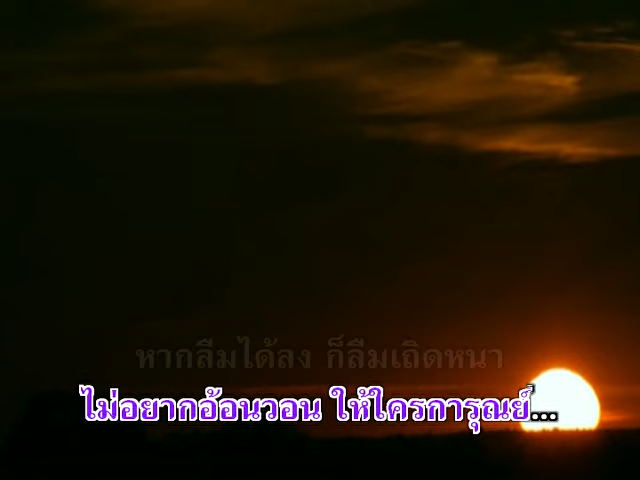 หากลืมได้ลง ก็ลืมเถิดหนา
ไม่อยากอ้อนวอน ให้ใครการุณย์...